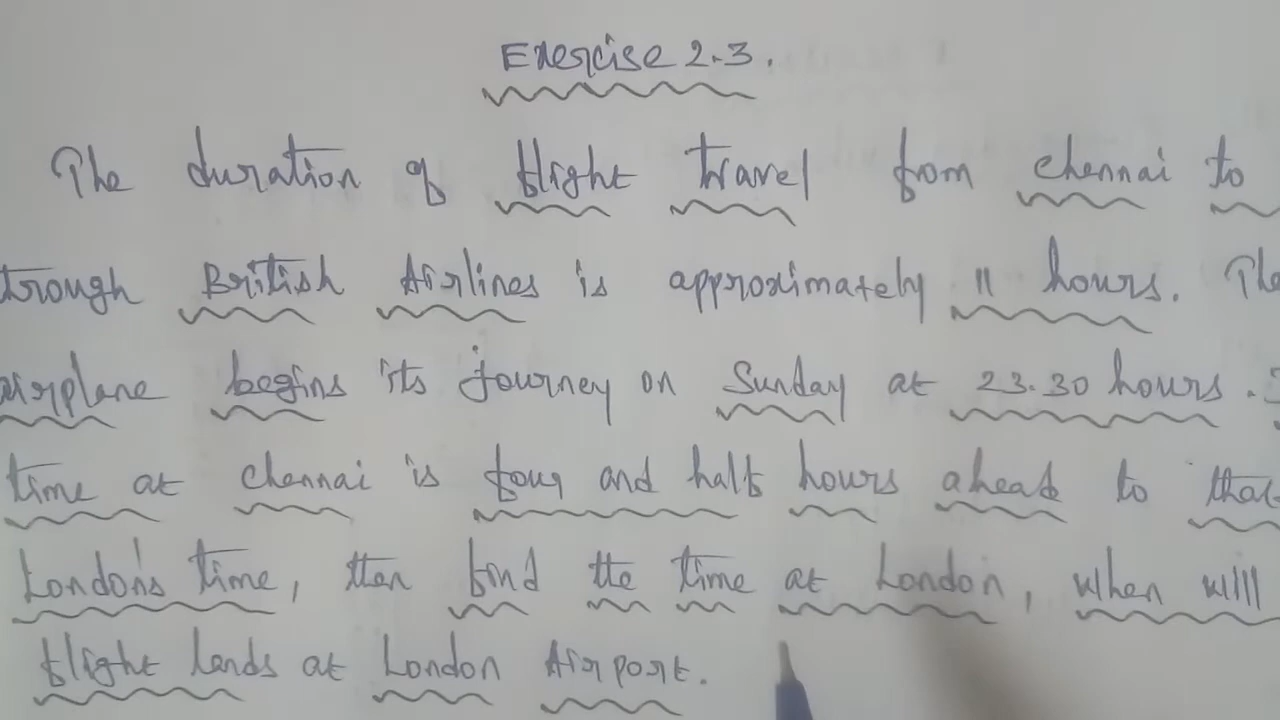 Exercise 2.3.
The duration of flight Travel from chennai to
trough British Airlines is approximately 11 hours. The
airplane begins its journey on Sunday at 23.30 hours.
time at chennai is four and half hours ahead to that
London's time, then find the time at London, when will
flight lands at London Airport.